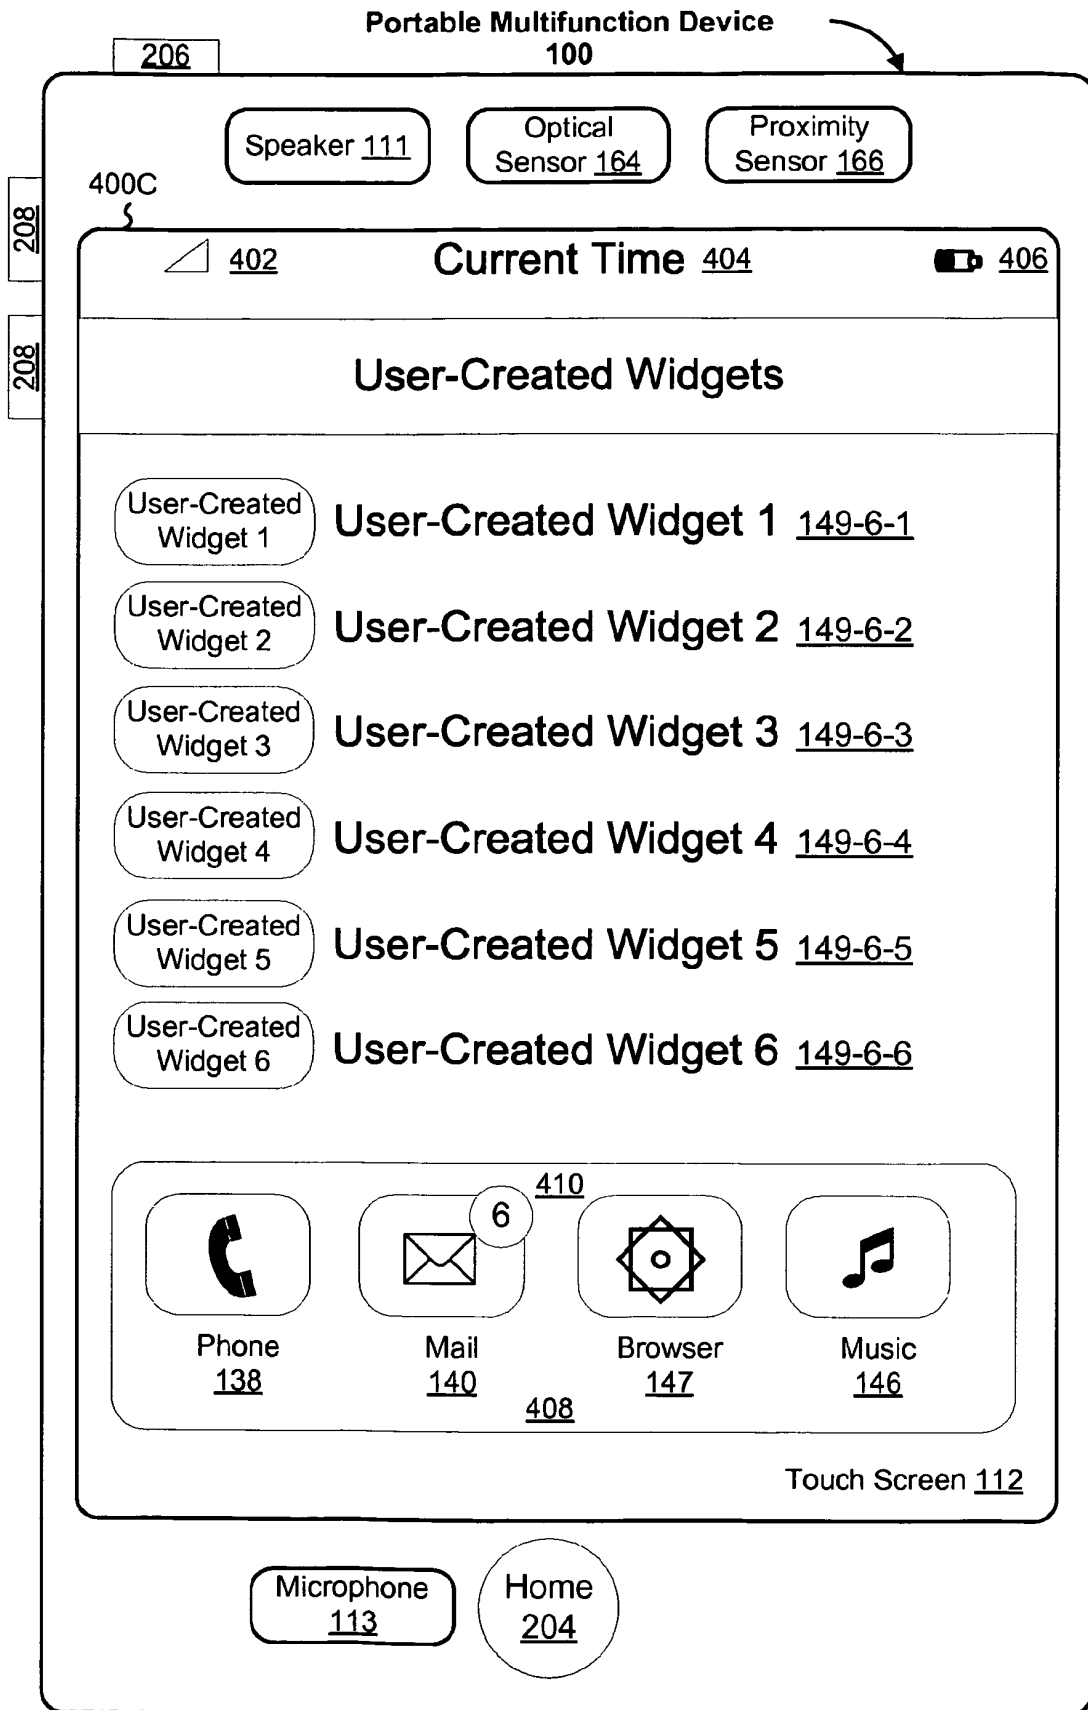 Portable Multifunction Device
100
206
Speaker 111
Optical
Sensor 164
Proximity
Sensor 166
400C
208
208
402
Current Time 404
406
User-Created Widgets
User-Created
Widget 1
User-Created Widget 1 149-6-1
User-Created
Widget 2
User-Created Widget 2 149-6-2
User-Created
Widget 3
User-Created Widget 3 149-6-3
User-Created
Widget 4
User-Created Widget 4 149-6-4
User-Created
Widget 5
User-Created Widget 5 149-6-5
User-Created
Widget 6
User-Created Widget 6 149-6-6
410
6
Phone
138
Mail
140
Browser
147
Music
146
408
Touch Screen 112
Microphone
113
Home
204